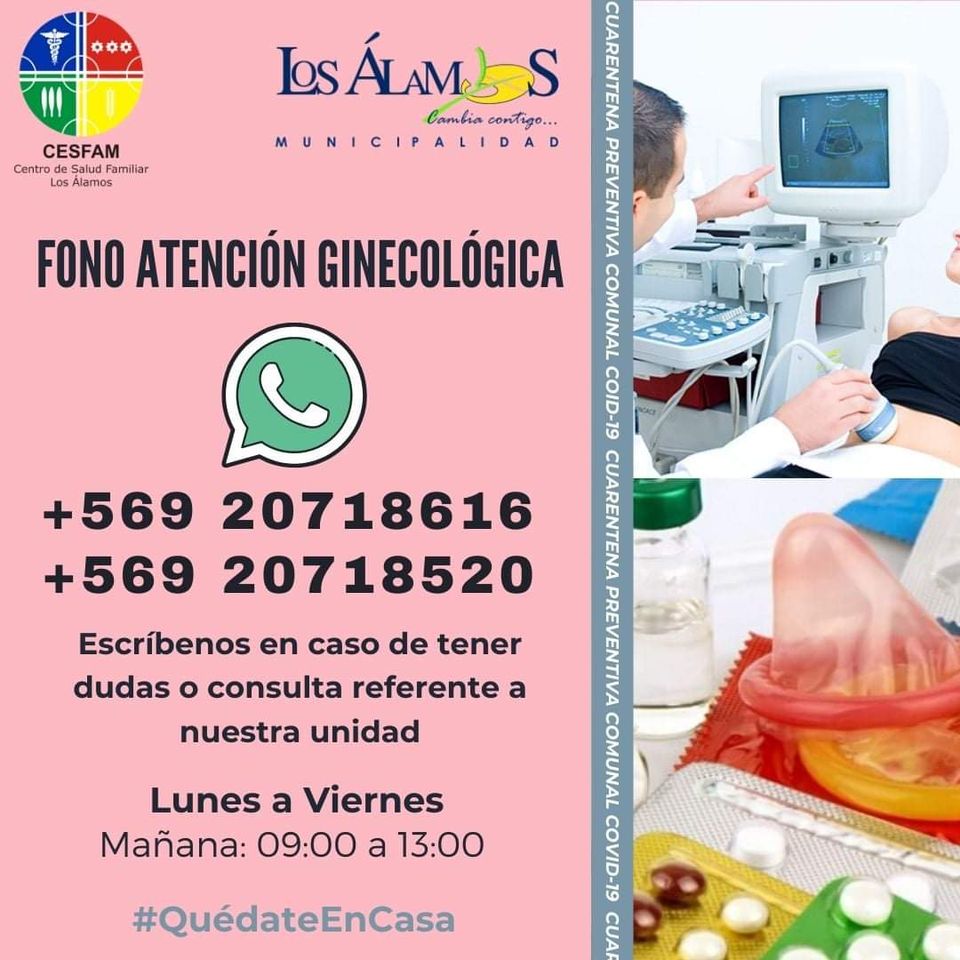 CESFAM
Centro de Salud Familiar
Los Álamos
LOS ÁLAMOS
Cambia contigo...
MUNICIPALIDAD
FONO ATENCIÓN GINECOLÓGICA
+569 20718616
+569 20718520
Escríbenos en caso de tener
dudas o consulta referente a
nuestra unidad
Lunes a Viernes
Mañana: 09:00 a 13:00
#QuédateEnCasa
CUARENTENA PREVENTIVA COMUNAL COID-19 CUARENTENA PREVENTIVA COMUNAL COVID-19 CUAR